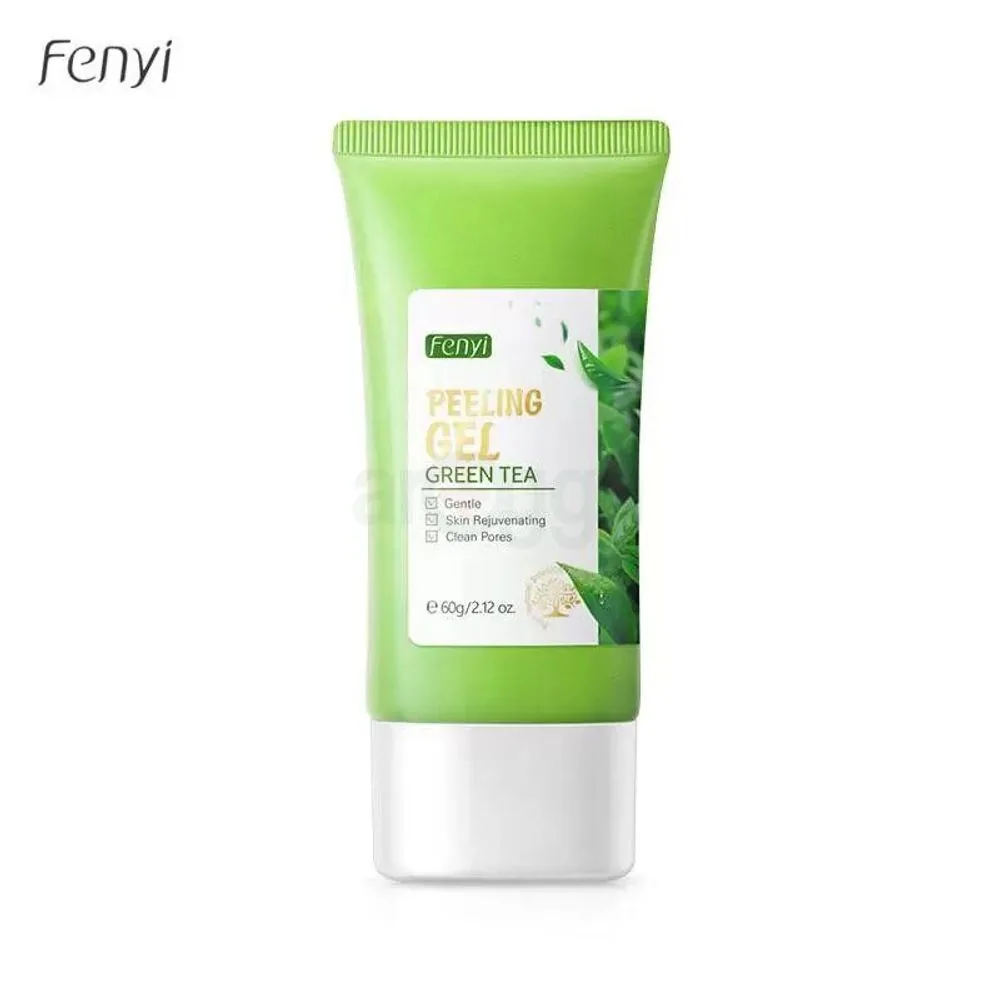 Fenyi
Fenyi
PEELING
GEL
GREEN TEA
Gentle
Skin Rejuvenating
Clean Pores
℮ 60g/2.12 oz.